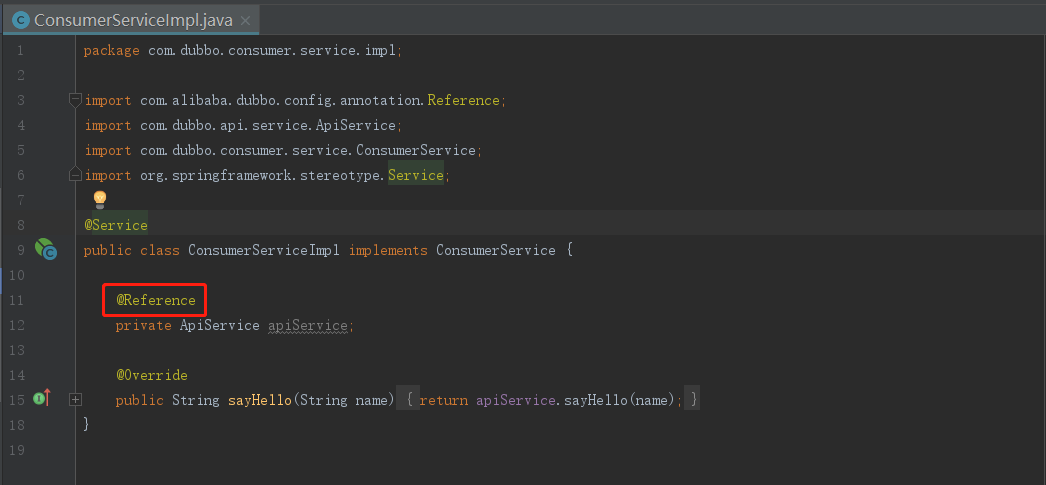 ConsumerServiceImpl.java
1 package com.dubbo.consumer.service.impl;
2
3 import com.alibaba.dubbo.config.annotation.Reference;
4 import com.dubbo.api.service.ApiService;
5 import com.dubbo.consumer.service.ConsumerService;
6 import org.springframework.stereotype.Service;
7
8 @Service
9 public class ConsumerServiceImpl implements ConsumerService {
10
11 @Reference
12 private ApiService apiService;
13
14 @Override
15 public String sayHello(String name) { return apiService.sayHello(name); }
18 }
19